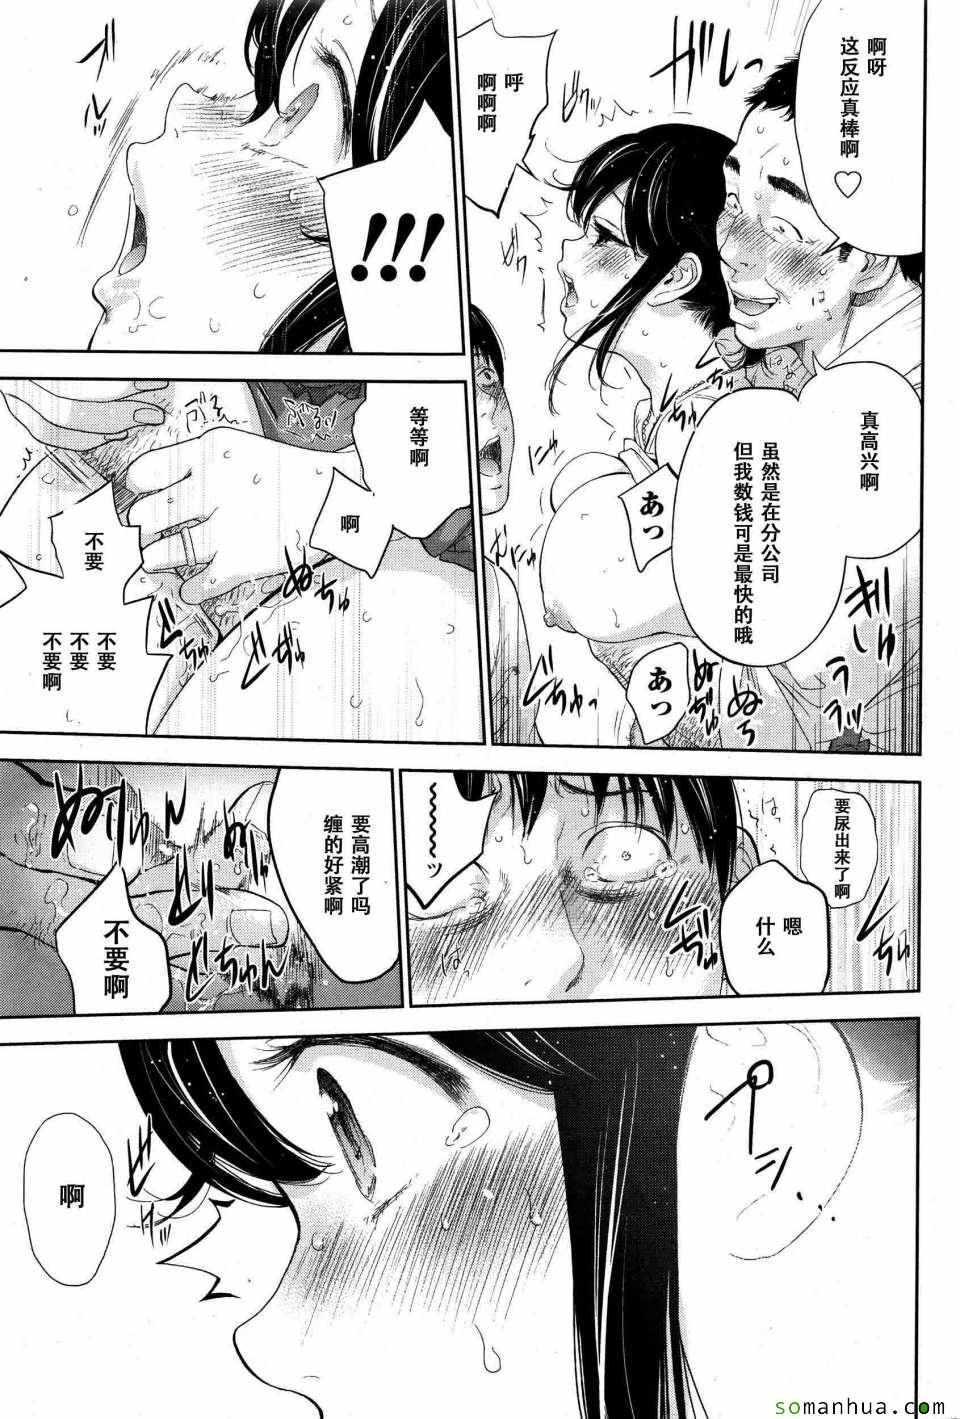 啊呀
这反应真棒啊♡
呼
啊啊啊
真高兴啊
虽然是在分公司
但我数钱可是最快的哦
あっ
あっ
!!!
等等啊
啊
不要
不要
不要
不要啊
要尿出来了啊
嗯
什么
要高潮了吗
缠的好紧啊
不要啊
啊
somanhua.com